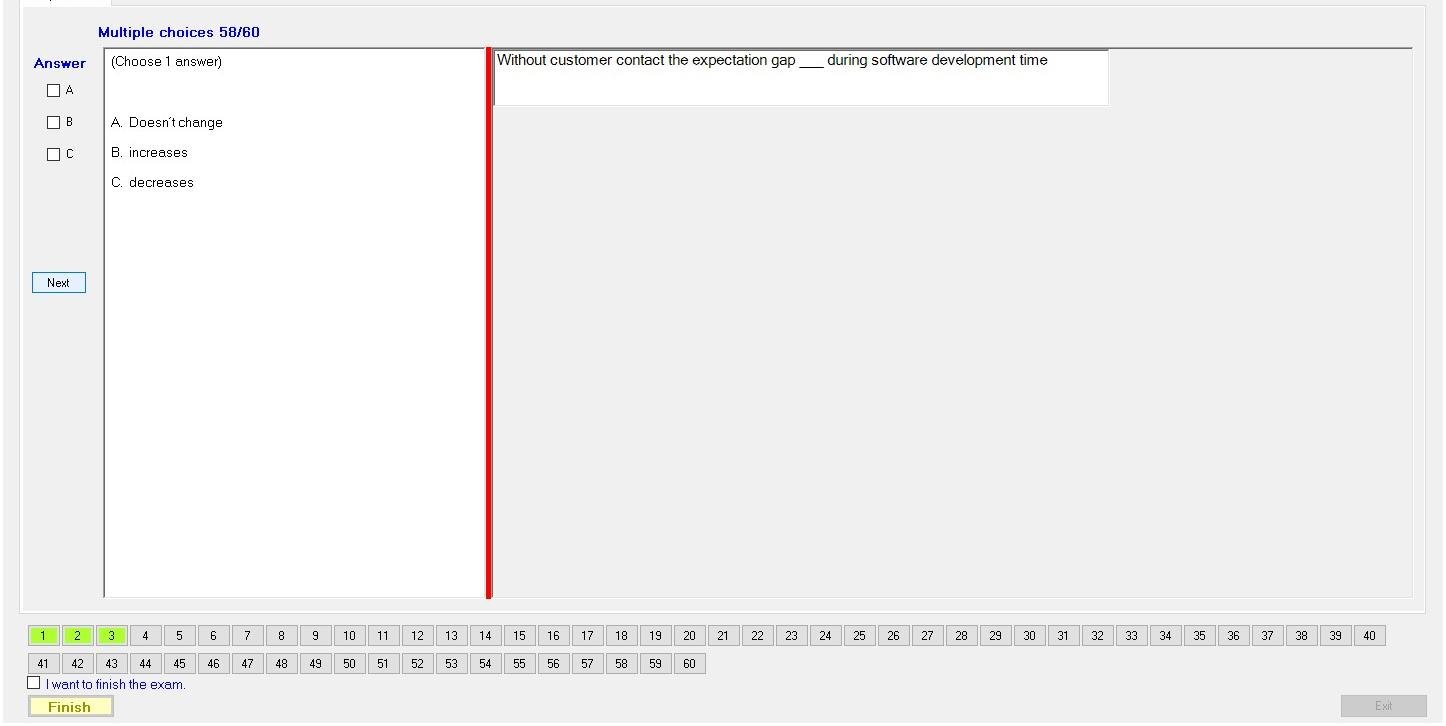 Multiple choices 58/60
Answer
(Choose 1 answer)
Without customer contact the expectation gap ___ during software development time
A
B
C
A. Doesn´t change
B. increases
C. decreases
Next
1 2 3 4 5 6 7 8 9 10 11 12 13 14 15 16 17 18 19 20 21 22 23 24 25 26 27 28 29 30 31 32 33 34 35 36 37 38 39 40
41 42 43 44 45 46 47 48 49 50 51 52 53 54 55 56 57 58 59 60
I want to finish the exam.
Finish
Exit